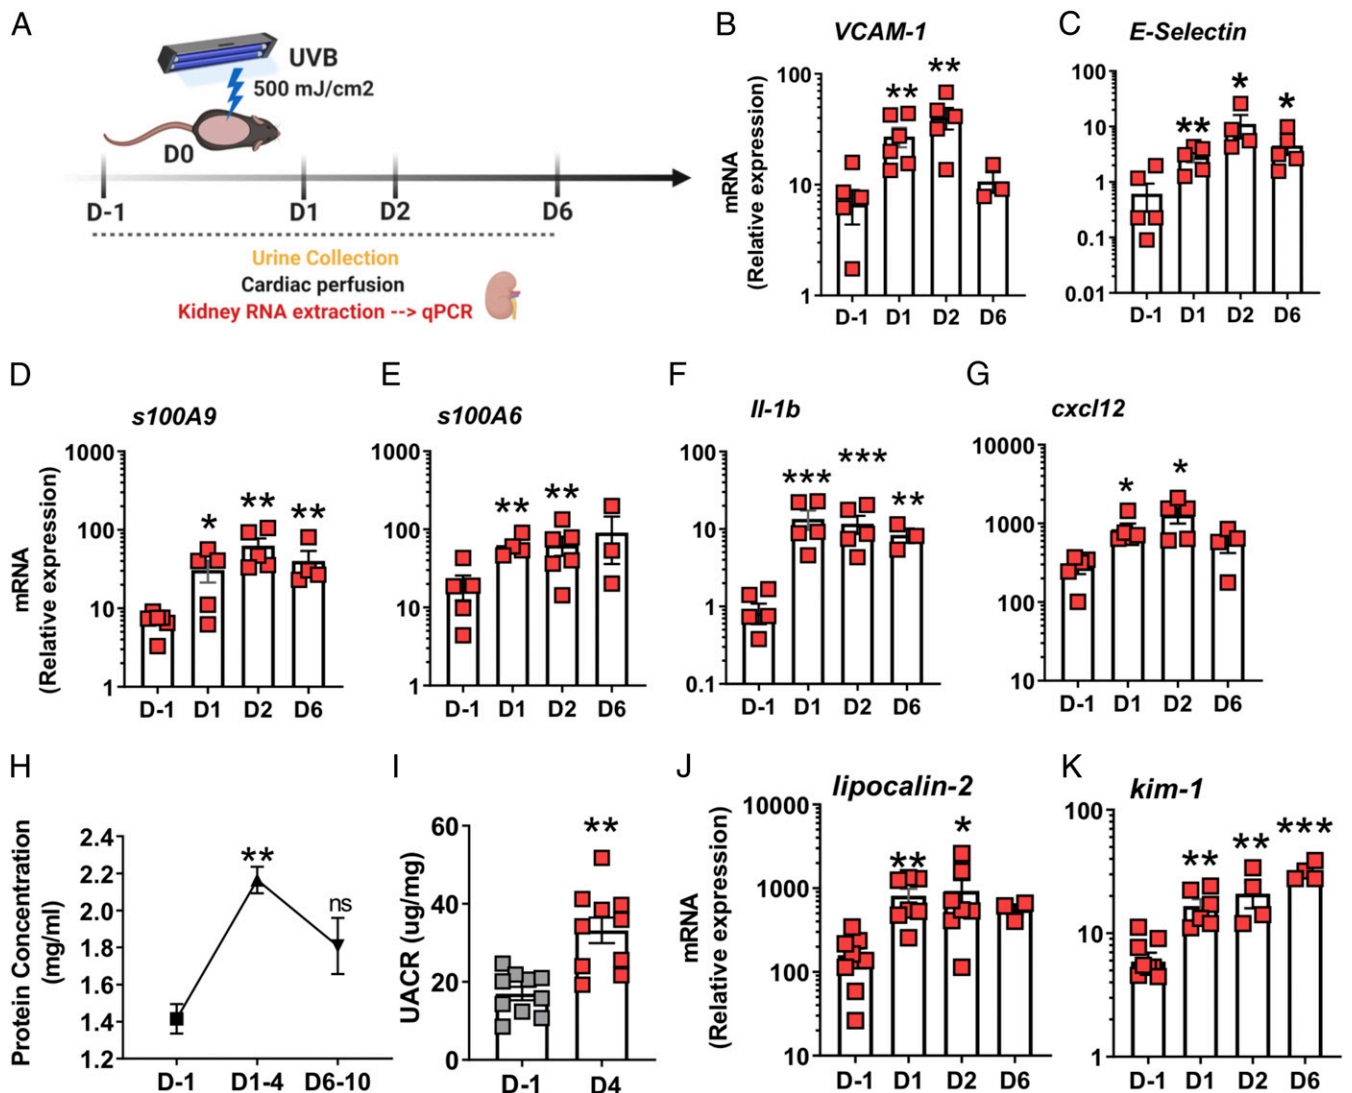 A
UVB
500 mJ/cm2
D0
D-1 D1 D2 D6
Urine Collection
Cardiac perfusion
Kidney RNA extraction --> qPCR
B
VCAM-1
mRNA
(Relative expression)
100
10
1
** **
D-1 D1 D2 D6
C
E-Selectin
100
10
1
0.1
0.01
** * *
D-1 D1 D2 D6
D
s100A9
mRNA
(Relative expression)
1000
100
10
1
* ** **
D-1 D1 D2 D6
E
s100A6
1000
100
10
1
** **
D-1 D1 D2 D6
F
Il-1b
100
10
1
0.1
*** *** **
D-1 D1 D2 D6
G
cxcl12
10000
1000
100
10
* *
D-1 D1 D2 D6
H
Protein Concentration
(mg/ml)
2.4
2.2
2.0
1.8
1.6
1.4
1.2
** ns
D-1 D1-4 D6-10
I
UACR (ug/mg)
60
40
20
0
**
D-1 D4
J
lipocalin-2
mRNA
(Relative expression)
10000
1000
100
10
** *
D-1 D1 D2 D6
K
kim-1
100
10
1
** ** ***
D-1 D1 D2 D6